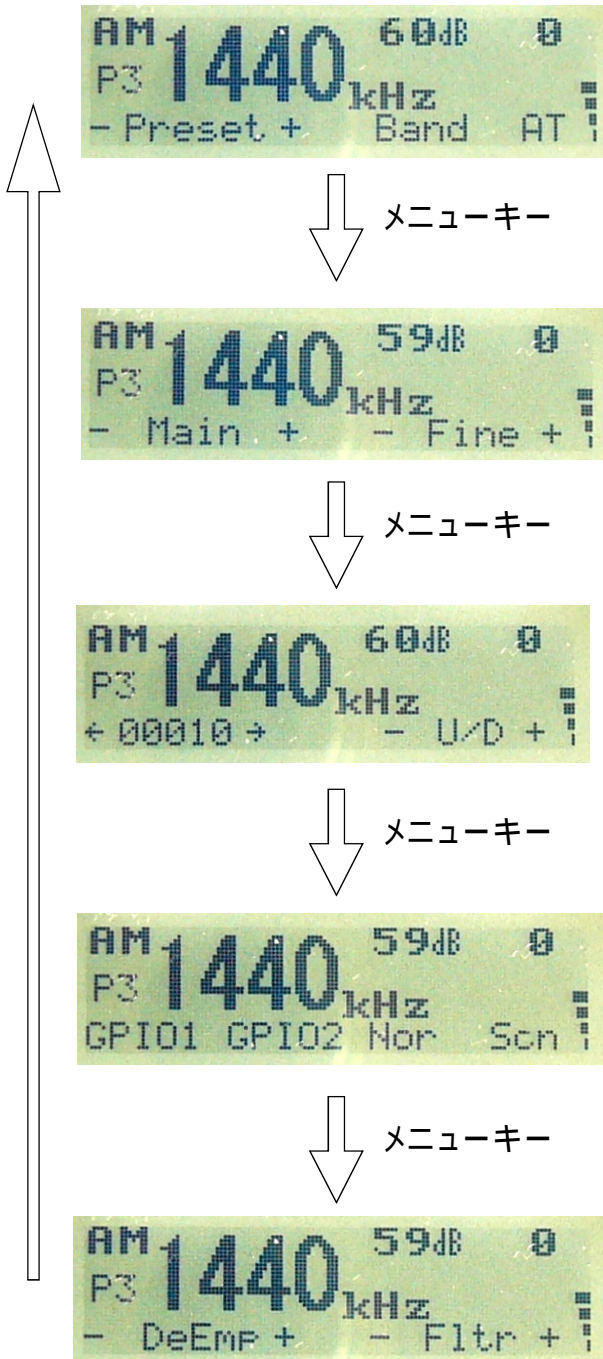 AM 1440 kHz 60dB 0
P3
- Preset + Band AT
メニューキー
AM 1440 kHz 59dB 0
P3
- Main + - Fine +
メニューキー
AM 1440 kHz 60dB 0
P3
← 00010 → - U/D +
メニューキー
AM 1440 kHz 59dB 0
P3
GPIO1 GPIO2 Nor Scn
メニューキー
AM 1440 kHz 59dB 0
P3
- DeEmp + - Fltr +